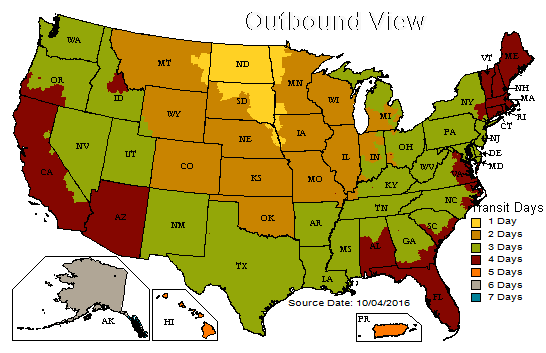 Outbound View
WA
MT
ND
MN
VT
ME
OR
ID
SD
WI
MI
NY
NH
MA
RI
CT
WY
NE
IA
PA
NJ
DE
MD
NV
UT
CO
KS
MO
IL
IN
OH
WV
VA
KY
CA
AZ
NM
OK
AR
TN
NC
SC
TX
LA
MS
AL
GA
FL
AK
HI
PR
Transit Days
1 Day
2 Days
3 Days
4 Days
5 Days
6 Days
7 Days
Source Date: 10/04/2016